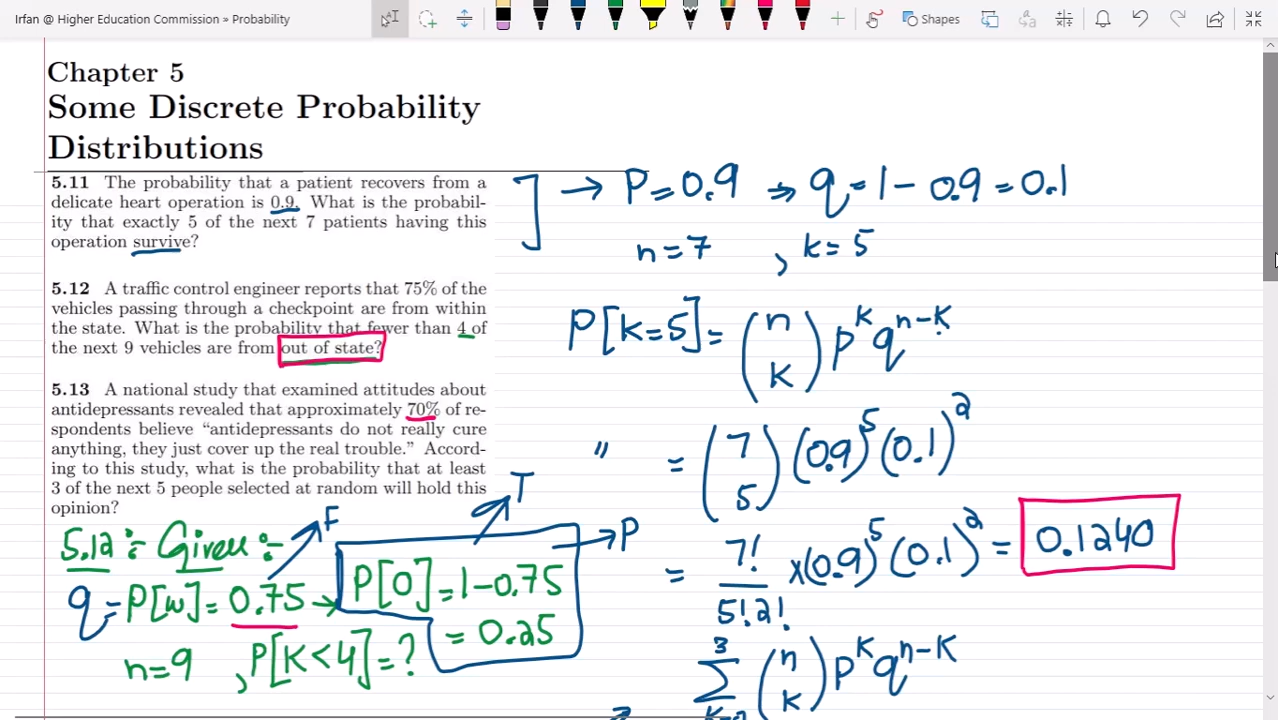 Irfan @ Higher Education Commission » Probability
Shapes
Chapter 5
Some Discrete Probability
Distributions
5.11 The probability that a patient recovers from a
delicate heart operation is 0.9. What is the probabil-
ity that exactly 5 of the next 7 patients having this
operation survive?
5.12 A traffic control engineer reports that 75% of the
vehicles passing through a checkpoint are from within
the state. What is the probability that fewer than 4 of
the next 9 vehicles are from out of state?
5.13 A national study that examined attitudes about
antidepressants revealed that approximately 70% of re-
spondents believe “antidepressants do not really cure
anything, they just cover up the real trouble.” Accord-
ing to this study, what is the probability that at least
3 of the next 5 people selected at random will hold this
opinion?
→ P=0.9 ⇒ q=1-0.9=0.1
n=7 , k=5
P[k=5]= (n k) p^k q^n-k
" = (7 5) (0.9)^5 (0.1)^2
= 7!/5!2! x(0.9)^5 (0.1)^2 = 0.1240
5.12:- Given:-
F
T
q=P[w]=0.75 → P[0]=1-0.75
→ P
= 0.25
n=9 , P[K<4]=?
3 Σ (n k) p^k q^n-k